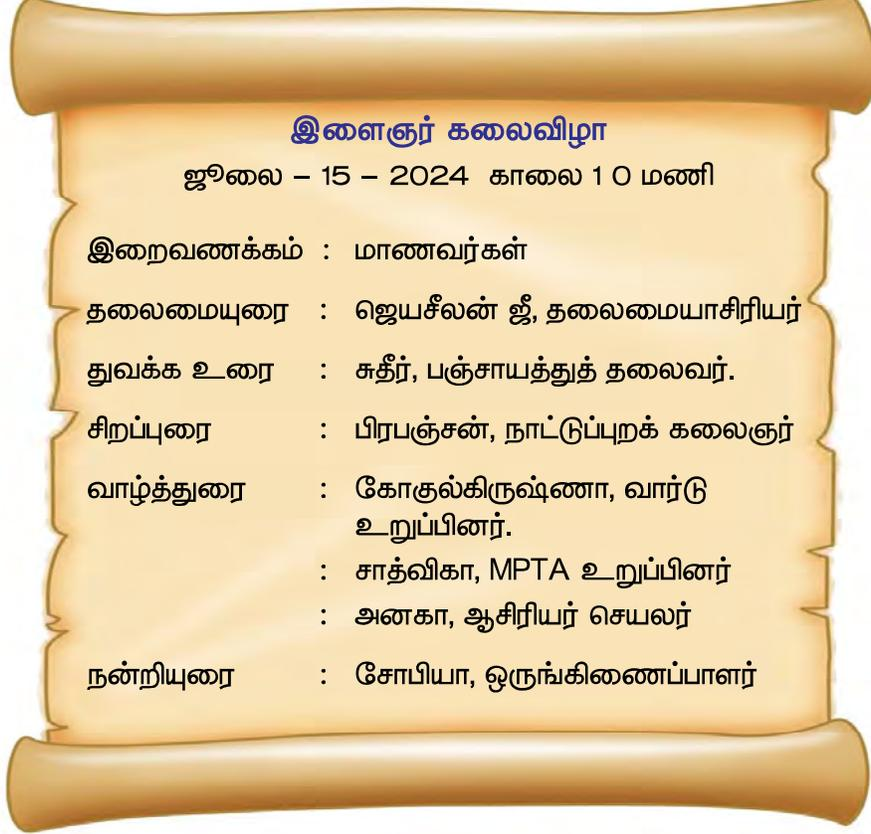 இளைஞர் கலைவிழா
ஜூலை – 15 – 2024 காலை 1 0 மணி
இறைவணக்கம் : மாணவர்கள்
தலைமையுரை : ஜெயசீலன் ஜீ, தலைமையாசிரியர்
துவக்க உரை : சுதீர், பஞ்சாயத்துத் தலைவர்.
சிறப்புரை : பிரபஞ்சன், நாட்டுப்புறக் கலைஞர்
வாழ்த்துரை : கோகுல்கிருஷ்ணா, வார்டு
உறுப்பினர்.
: சாத்விகா, MPTA உறுப்பினர்
: அனகா, ஆசிரியர் செயலர்
நன்றியுரை : சோபியா, ஒருங்கிணைப்பாளர்